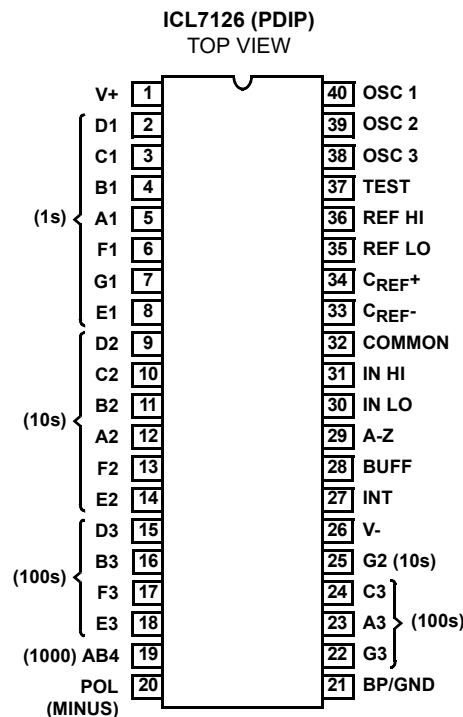 ICL7126 (PDIP)
TOP VIEW
V+ 1 40 OSC 1
D1 2 39 OSC 2
C1 3 38 OSC 3
B1 4 37 TEST
(1s) A1 5 36 REF HI
F1 6 35 REF LO
G1 7 34 CREF+
E1 8 33 CREF-
D2 9 32 COMMON
C2 10 31 IN HI
B2 11 30 IN LO
(10s) A2 12 29 A-Z
F2 13 28 BUFF
E2 14 27 INT
D3 15 26 V-
B3 16 25 G2 (10s)
(100s) F3 17 24 C3
E3 18 23 A3 (100s)
(1000) AB4 19 22 G3
POL 20 21 BP/GND
(MINUS)